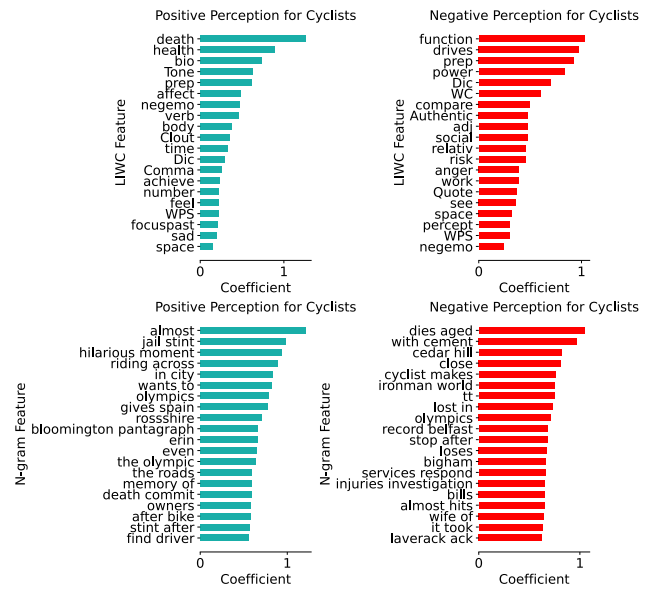 Positive Perception for Cyclists
LIWC Feature
death
health
bio
Tone
prep
affect
negemo
verb
body
Clout
time
Dic
Comma
achieve
number
feel
WPS
focuspast
sad
space
0 1
Coefficient
Negative Perception for Cyclists
LIWC Feature
function
drives
prep
power
Dic
WC
compare
Authentic
adj
social
relativ
risk
anger
work
Quote
see
space
percept
WPS
negemo
0 1
Coefficient
Positive Perception for Cyclists
N-gram Feature
almost
jail stint
hilarious moment
riding across
in city
wants to
olympics
gives spain
rossshire
bloomington pantagraph
erin
even
the olympic
the roads
memory of
death commit
owners
after bike
stint after
find driver
0 1
Coefficient
Negative Perception for Cyclists
N-gram Feature
dies aged
with cement
cedar hill
close
cyclist makes
ironman world
tt
lost in
olympics
record belfast
stop after
loses
bigham
services respond
injuries investigation
bills
almost hits
wife of
it took
laverack ack
0 1
Coefficient